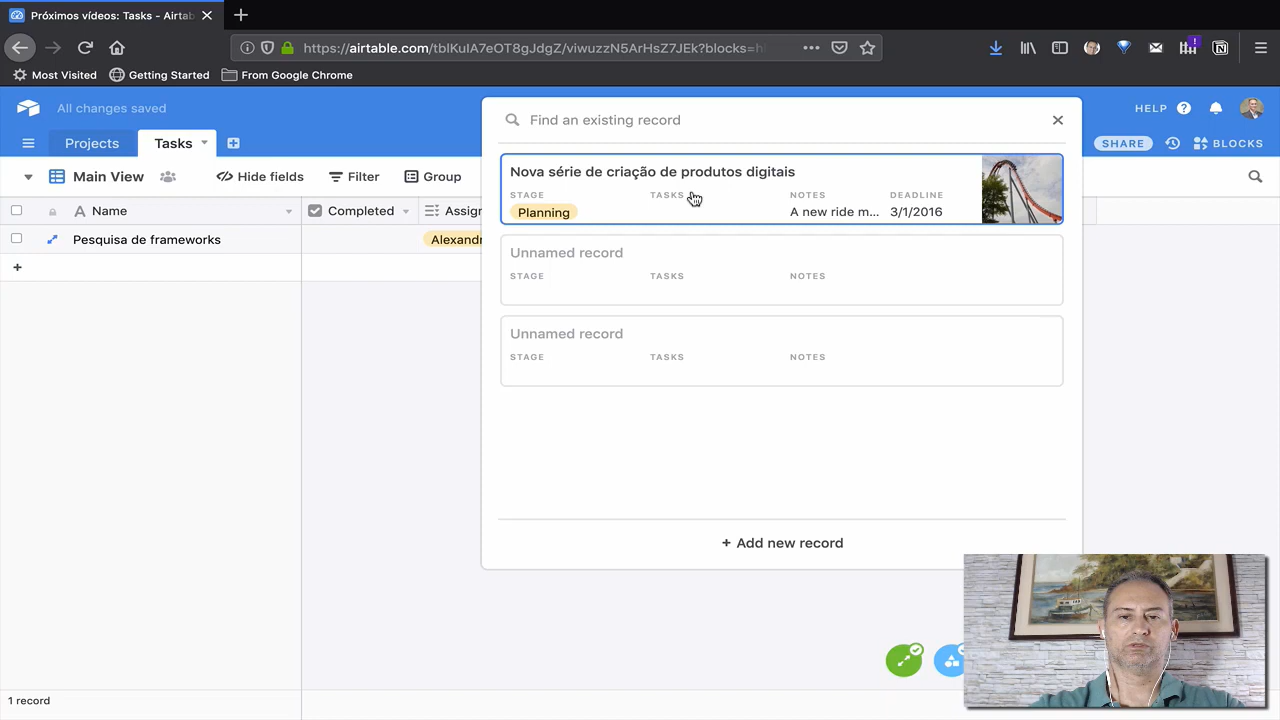 Próximos vídeos: Tasks - Airtab
https://airtable.com/tblKuIA7eOT8gJdgZ/viwuzzN5ArHsZ7JEk?blocks=h
Most Visited Getting Started From Google Chrome
All changes saved
HELP
Projects Tasks
SHARE BLOCKS
Main View Hide fields Filter Group
Name Completed Assig
Pesquisa de frameworks Alexandr
1 record
Find an existing record
Nova série de criação de produtos digitais
STAGE TASKS NOTES DEADLINE
Planning A new ride m... 3/1/2016
Unnamed record
STAGE TASKS NOTES
Unnamed record
STAGE TASKS NOTES
+ Add new record